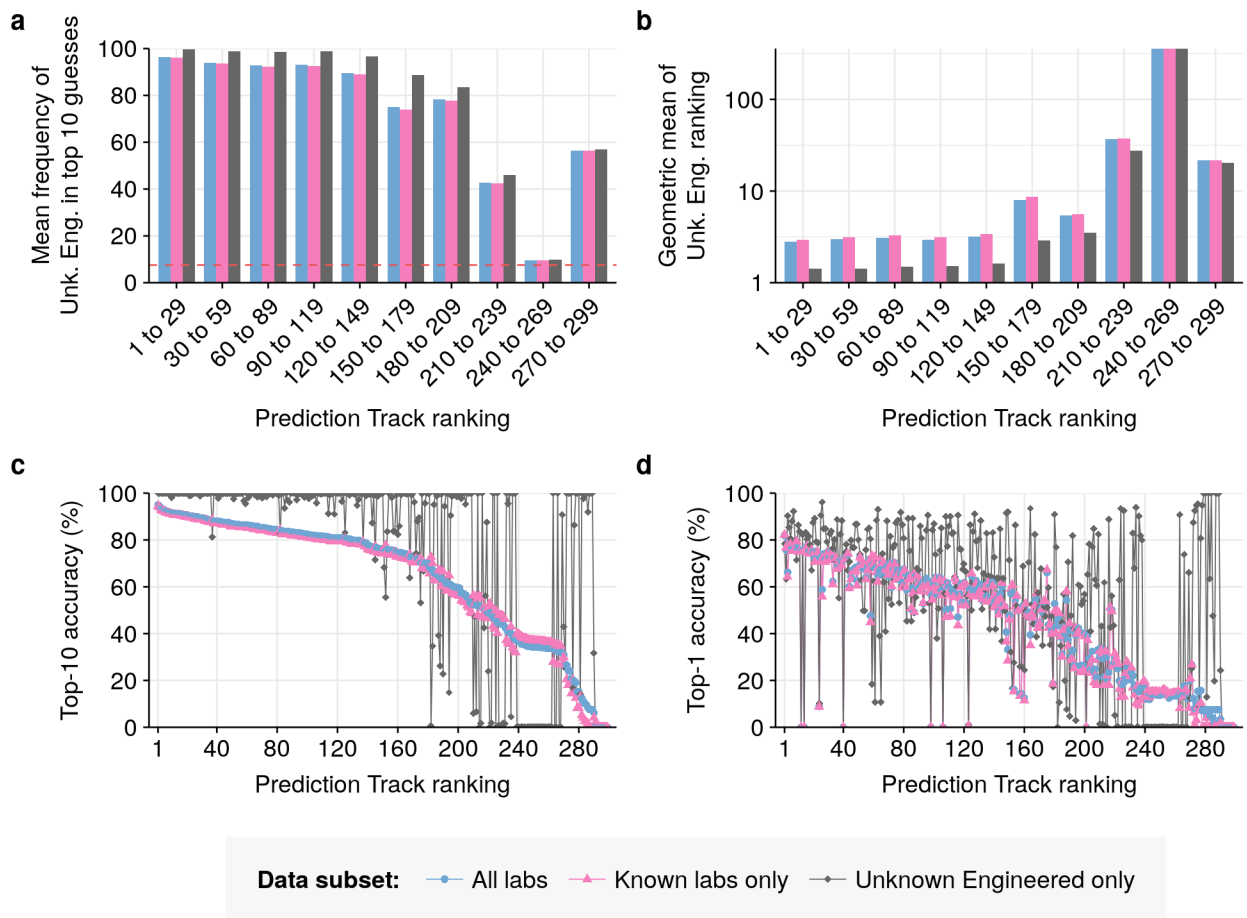 a
Mean frequency of
Unk. Eng. in top 10 guesses
100
80
60
40
20
0
1 to 29
30 to 59
60 to 89
90 to 119
120 to 149
150 to 179
180 to 209
210 to 239
240 to 269
270 to 299
Prediction Track ranking
b
Geometric mean of
Unk. Eng. ranking
100
10
1
1 to 29
30 to 59
60 to 89
90 to 119
120 to 149
150 to 179
180 to 209
210 to 239
240 to 269
270 to 299
Prediction Track ranking
c
Top-10 accuracy (%)
100
80
60
40
20
0
1 40 80 120 160 200 240 280
Prediction Track ranking
d
Top-1 accuracy (%)
100
80
60
40
20
0
1 40 80 120 160 200 240 280
Prediction Track ranking
Data subset: All labs Known labs only Unknown Engineered only